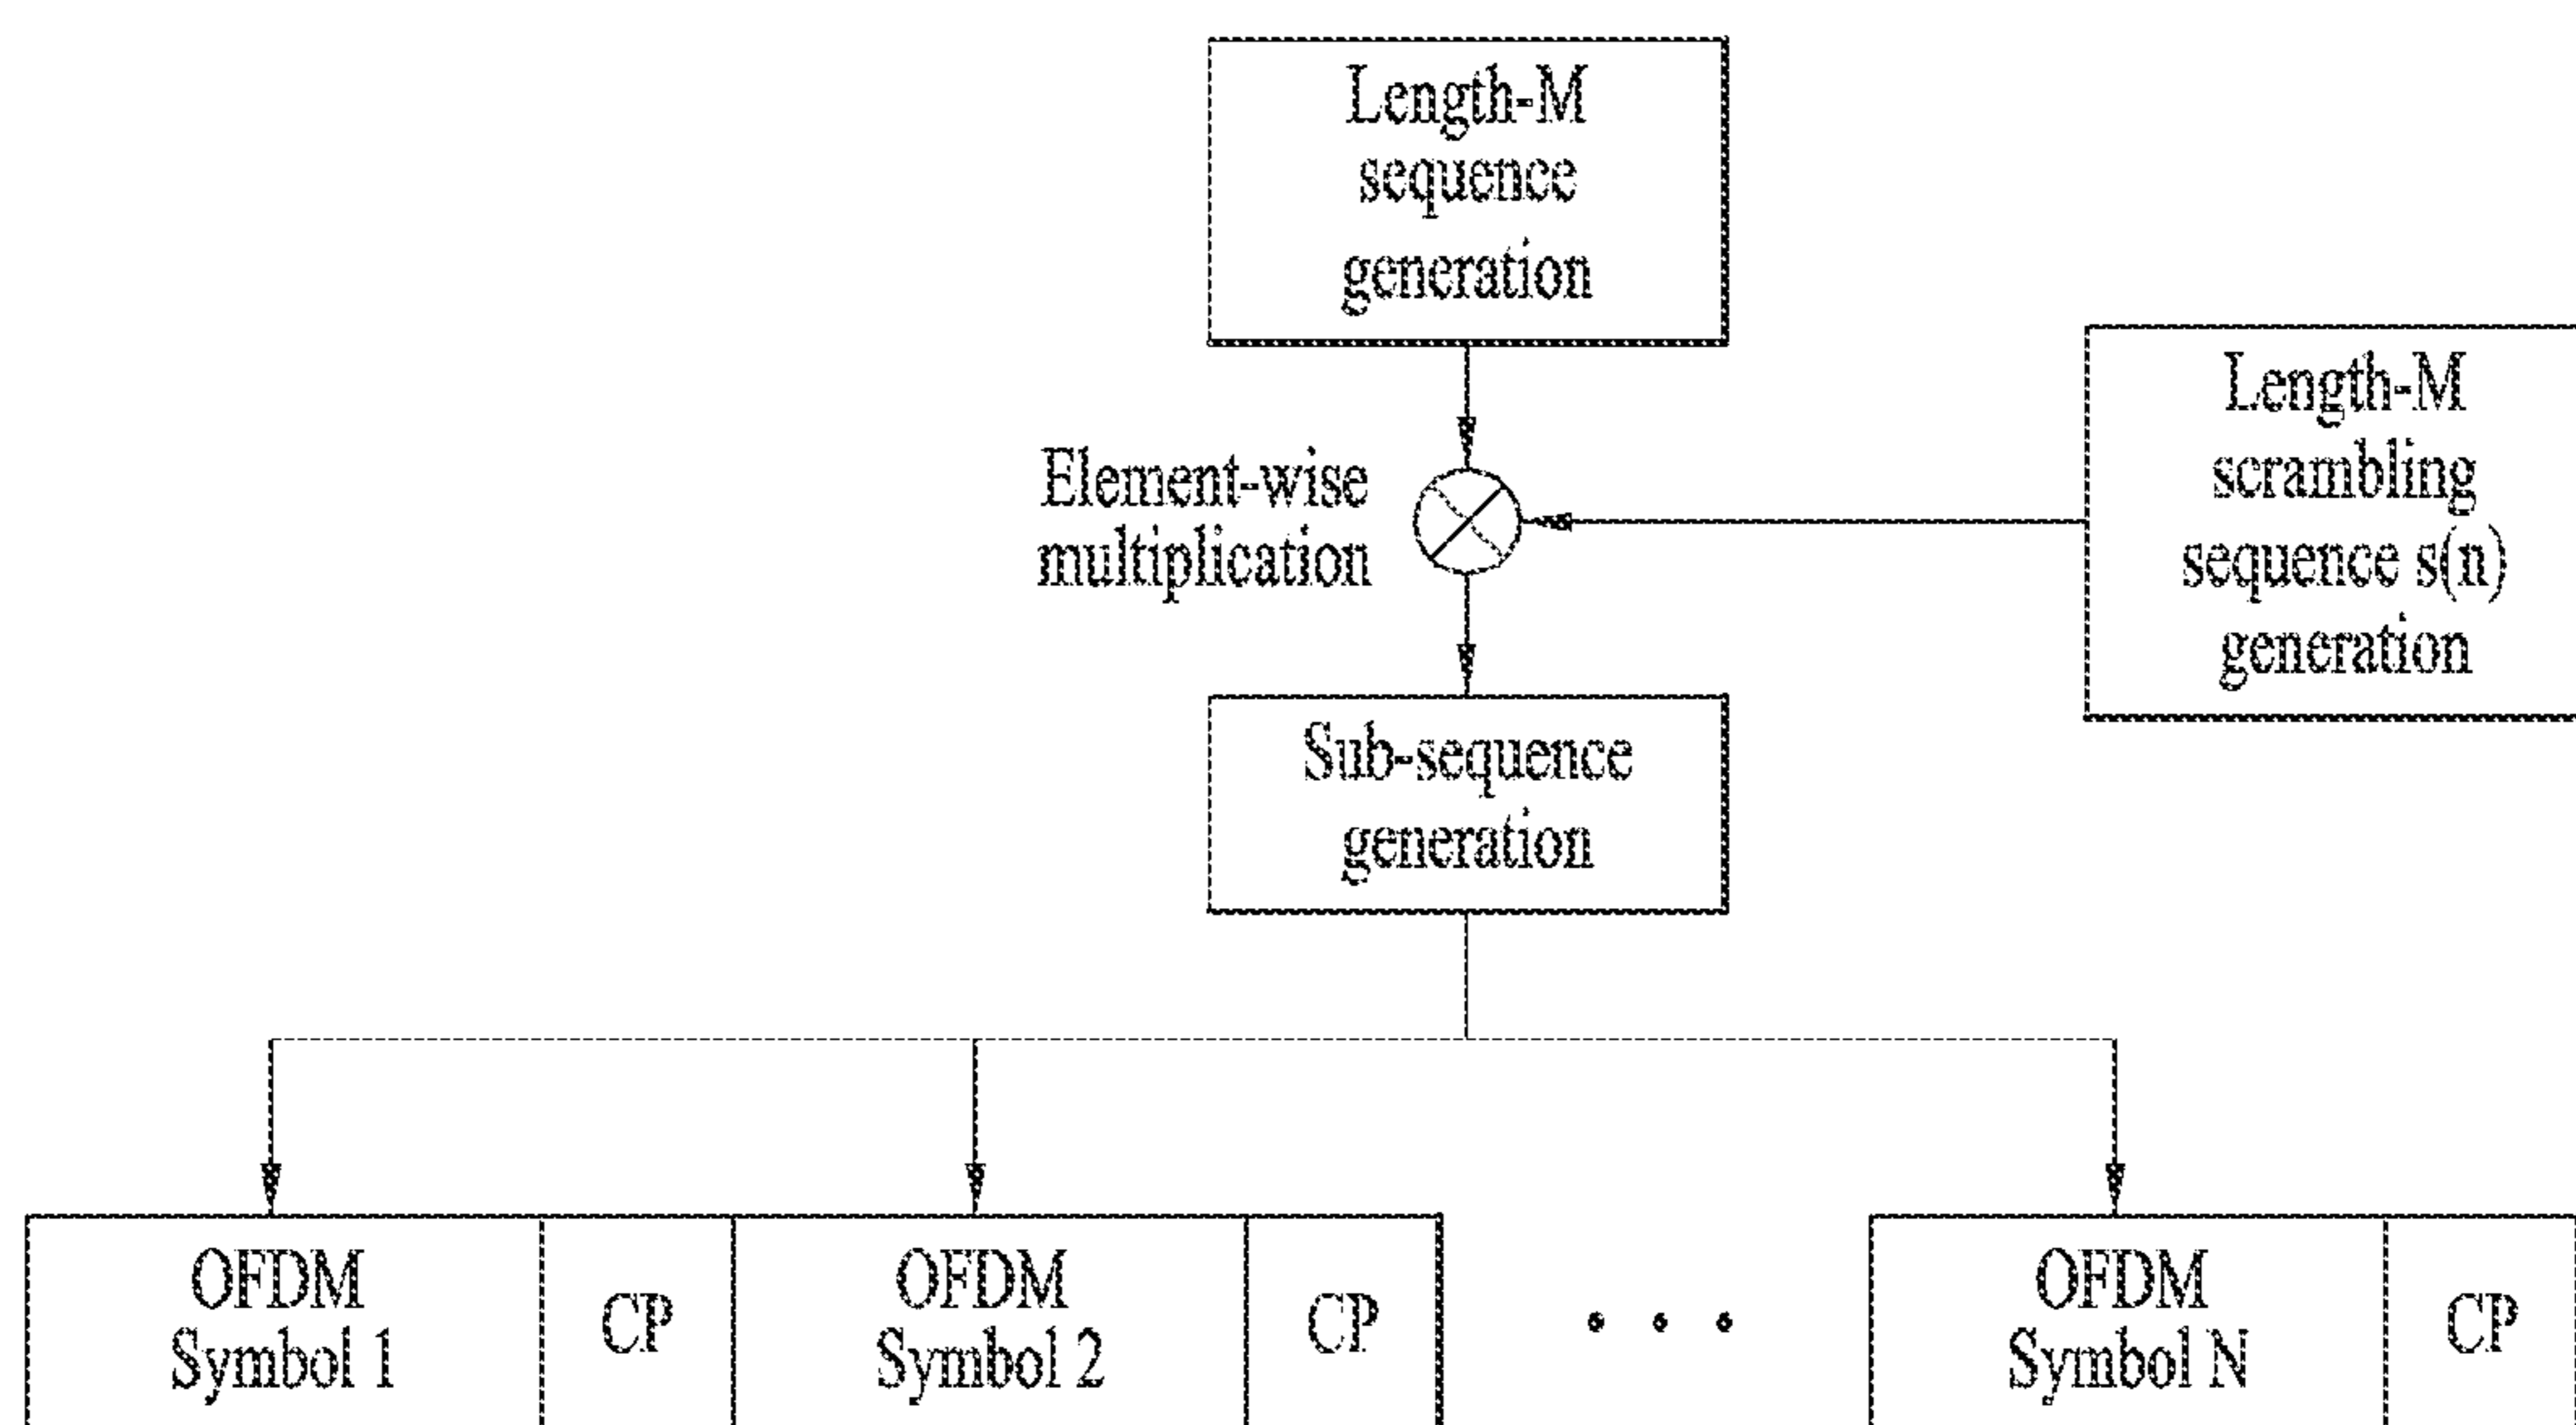 Length-M
sequence
generation
Length-M
scrambling
sequence s(n)
generation
Element-wise
multiplication
Sub-sequence
generation
OFDM
Symbol 1
CP
OFDM
Symbol 2
CP
• • •
OFDM
Symbol N
CP